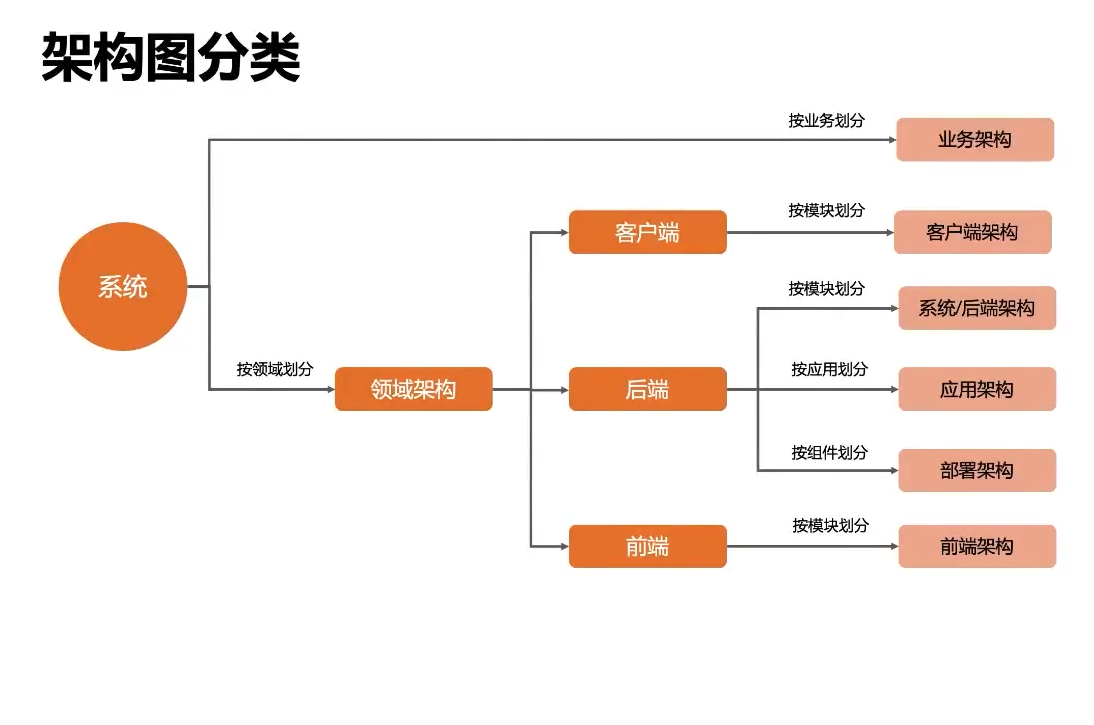 架构图分类
按业务划分
业务架构
客户端
按模块划分
客户端架构
系统
按模块划分
系统/后端架构
按领域划分
领域架构
后端
按应用划分
应用架构
按组件划分
部署架构
前端
按模块划分
前端架构